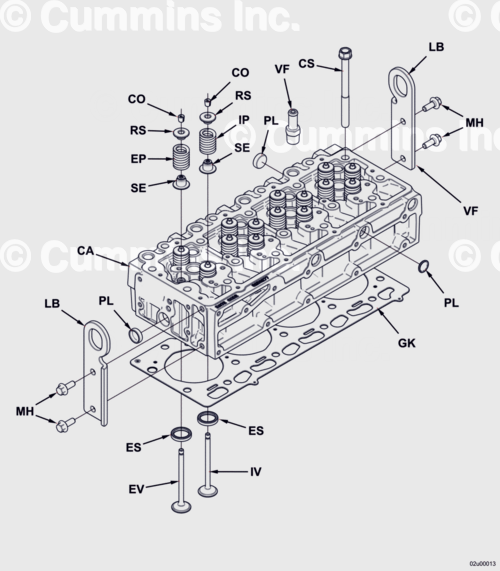 © Cummins Inc.
LB
CO
VF
CS
CO
RS
PL
MH
IP
RS
EP
SE
SE
VF
© Cummins Inc.
© Cummins
CA
LB
PL
PL
GK
MH
ES
ES
EV
IV
© Cummins Inc.
© Cummins
02u00013